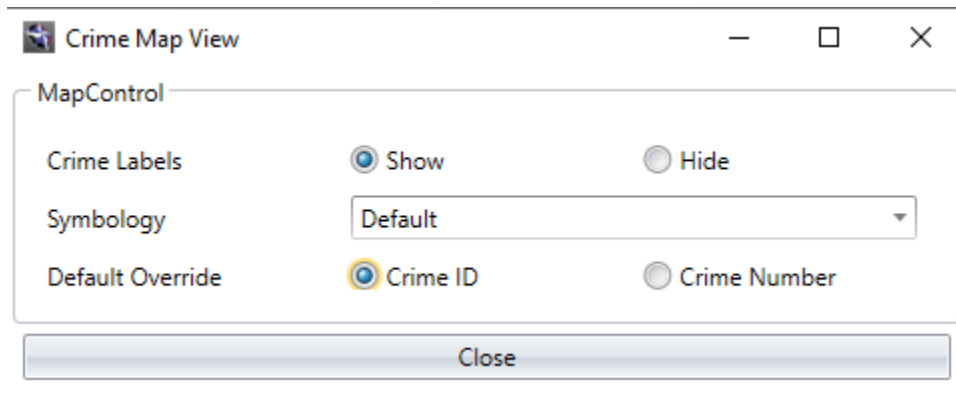 Crime Map View
MapControl
Crime Labels Show Hide
Symbology Default
Default Override Crime ID Crime Number
Close